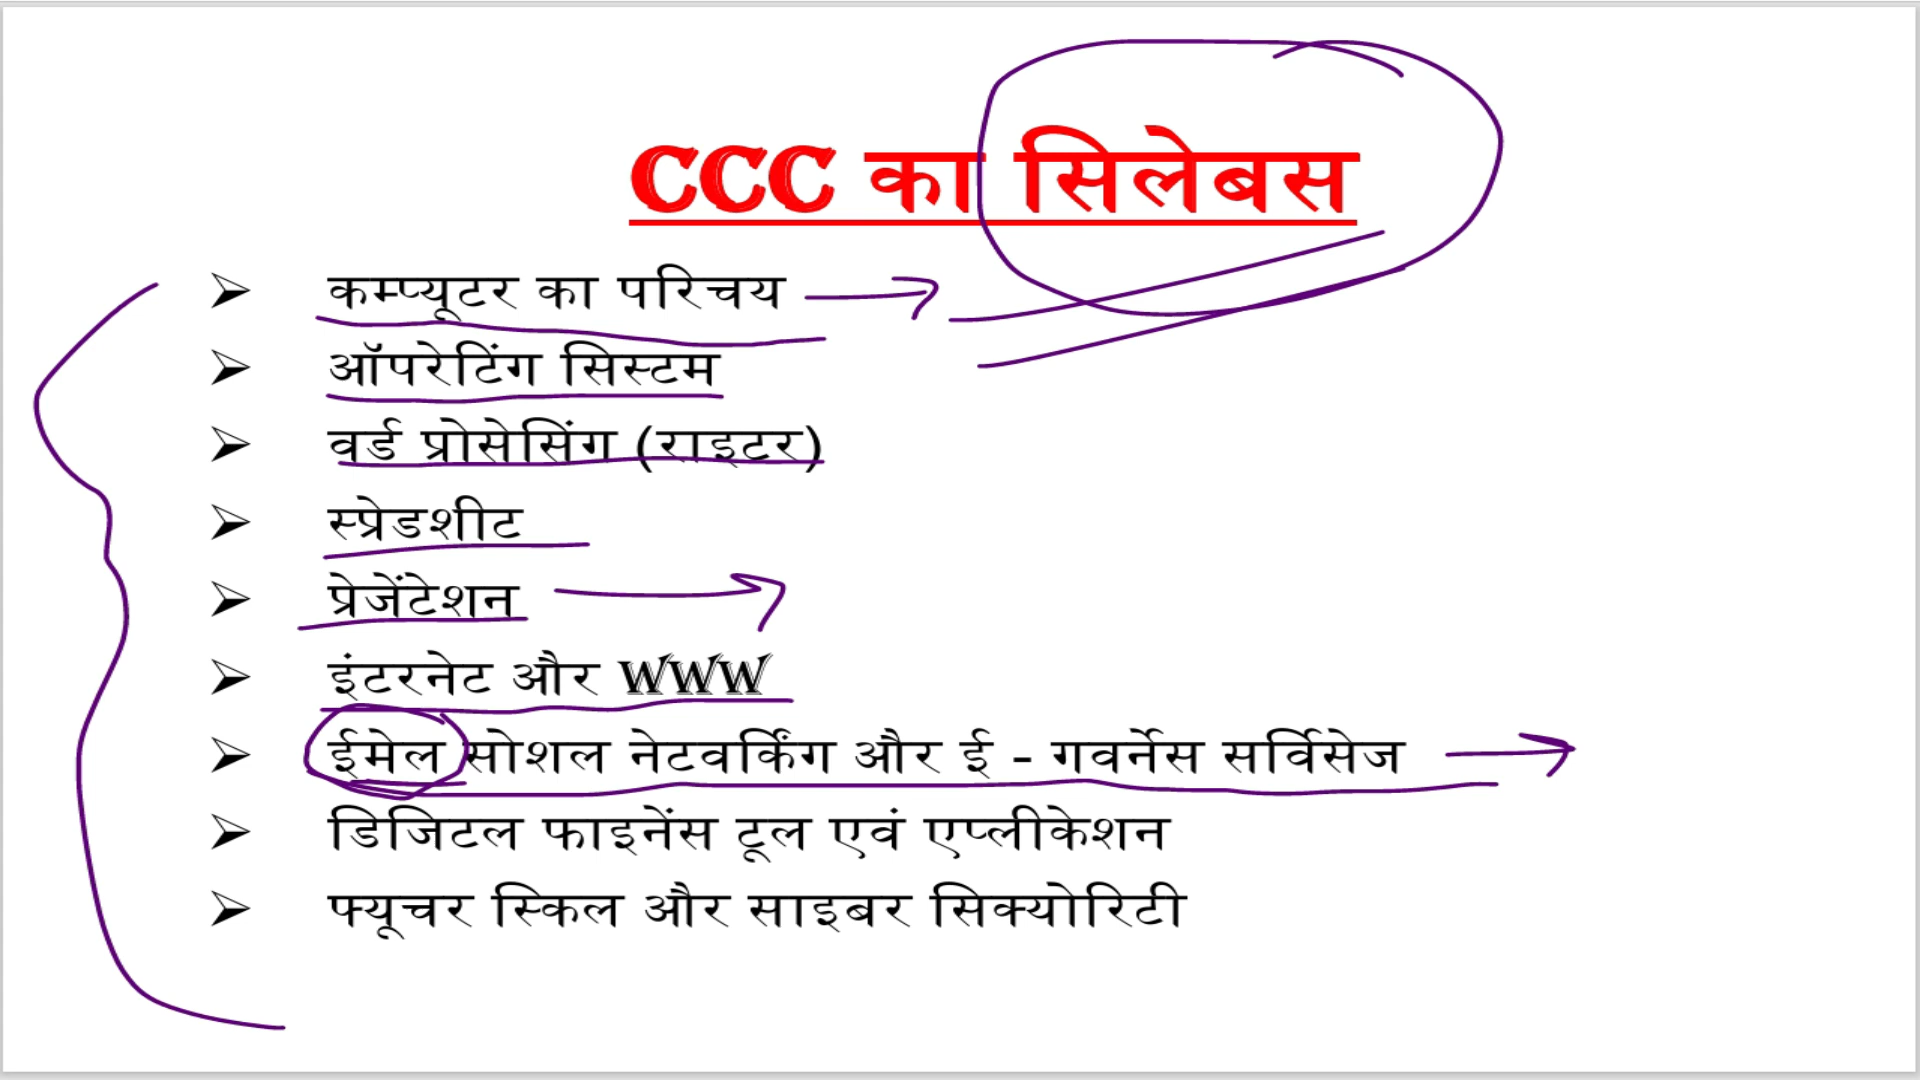 CCC का सिलेबस
➢ कम्प्यूटर का परिचय
➢ ऑपरेटिंग सिस्टम
➢ वर्ड प्रोसेसिंग (राइटर)
➢ स्प्रेडशीट
➢ प्रेजेंटेशन
➢ इंटरनेट और WWW
➢ ईमेल सोशल नेटवर्किंग और ई - गवर्नेस सर्विसेज
➢ डिजिटल फाइनेंस टूल एवं एप्लीकेशन
➢ फ्यूचर स्किल और साइबर सिक्योरिटी